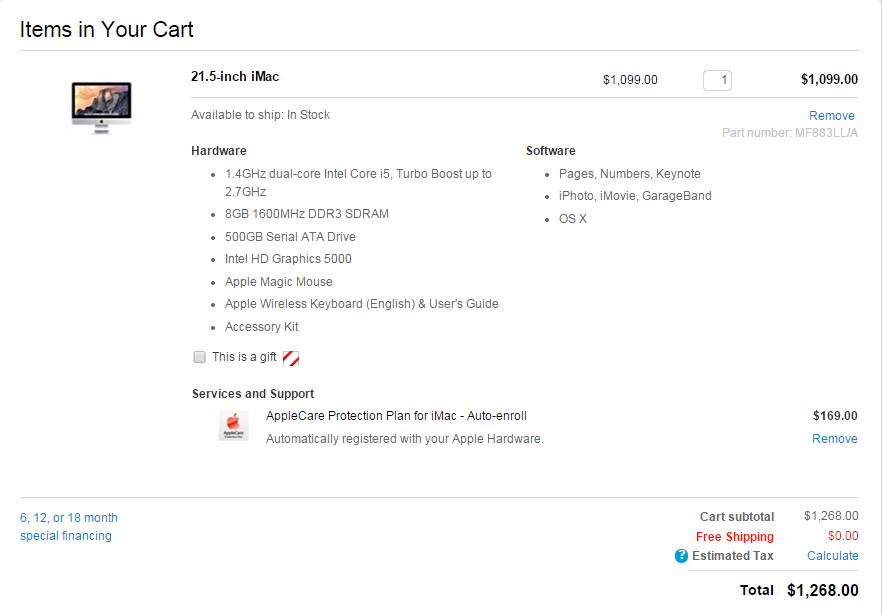 Items in Your Cart
21.5-inch iMac $1,099.00 1 $1,099.00
Available to ship: In Stock Remove
Part number: MF883LL/A
Hardware
1.4GHz dual-core Intel Core i5, Turbo Boost up to
2.7GHz
8GB 1600MHz DDR3 SDRAM
500GB Serial ATA Drive
Intel HD Graphics 5000
Apple Magic Mouse
Apple Wireless Keyboard (English) & User's Guide
Accessory Kit
Software
Pages, Numbers, Keynote
iPhoto, iMovie, GarageBand
OS X
This is a gift
Services and Support
AppleCare
AppleCare Protection Plan for iMac - Auto-enroll $169.00
Automatically registered with your Apple Hardware. Remove
6, 12, or 18 month
special financing
Cart subtotal $1,268.00
Free Shipping $0.00
? Estimated Tax Calculate
Total $1,268.00